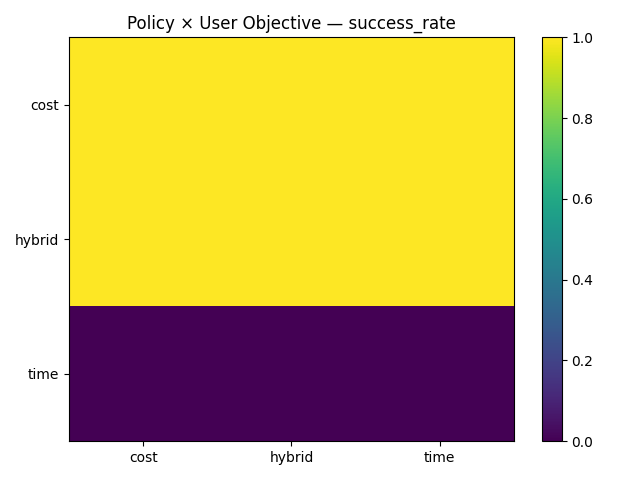 Policy × User Objective — success_rate
cost
hybrid
time
cost hybrid time
1.0
0.8
0.6
0.4
0.2
0.0